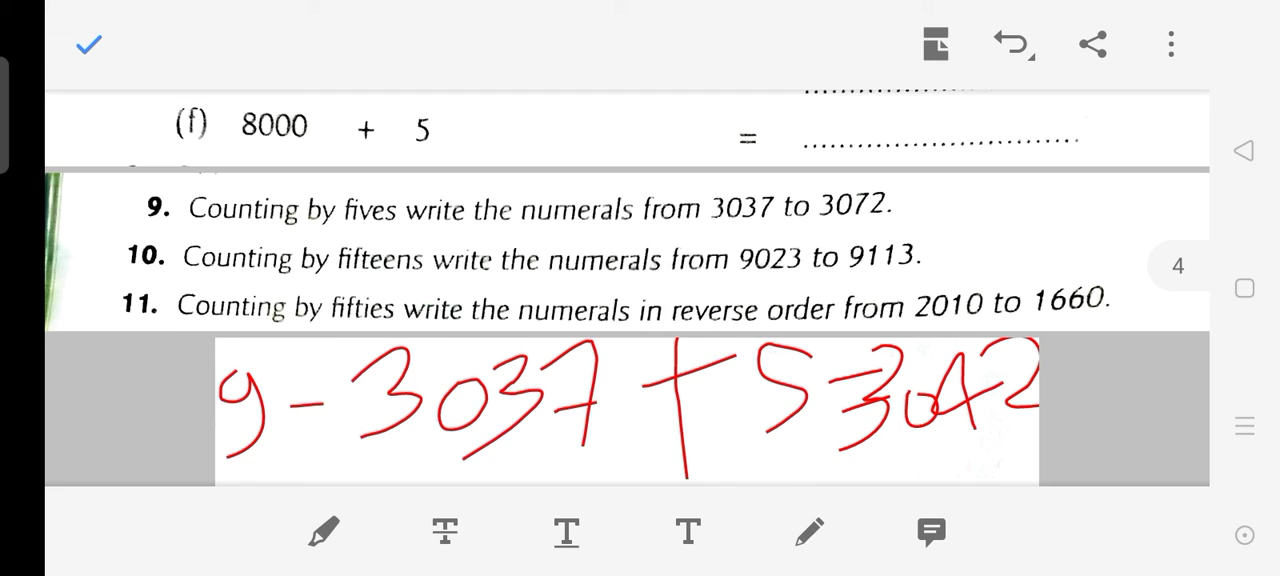 (f) 8000 + 5 = ..............................
9. Counting by fives write the numerals from 3037 to 3072.
10. Counting by fifteens write the numerals from 9023 to 9113.
4
11. Counting by fifties write the numerals in reverse order from 2010 to 1660.
9 - 3037 + 5 = 3042
T T T